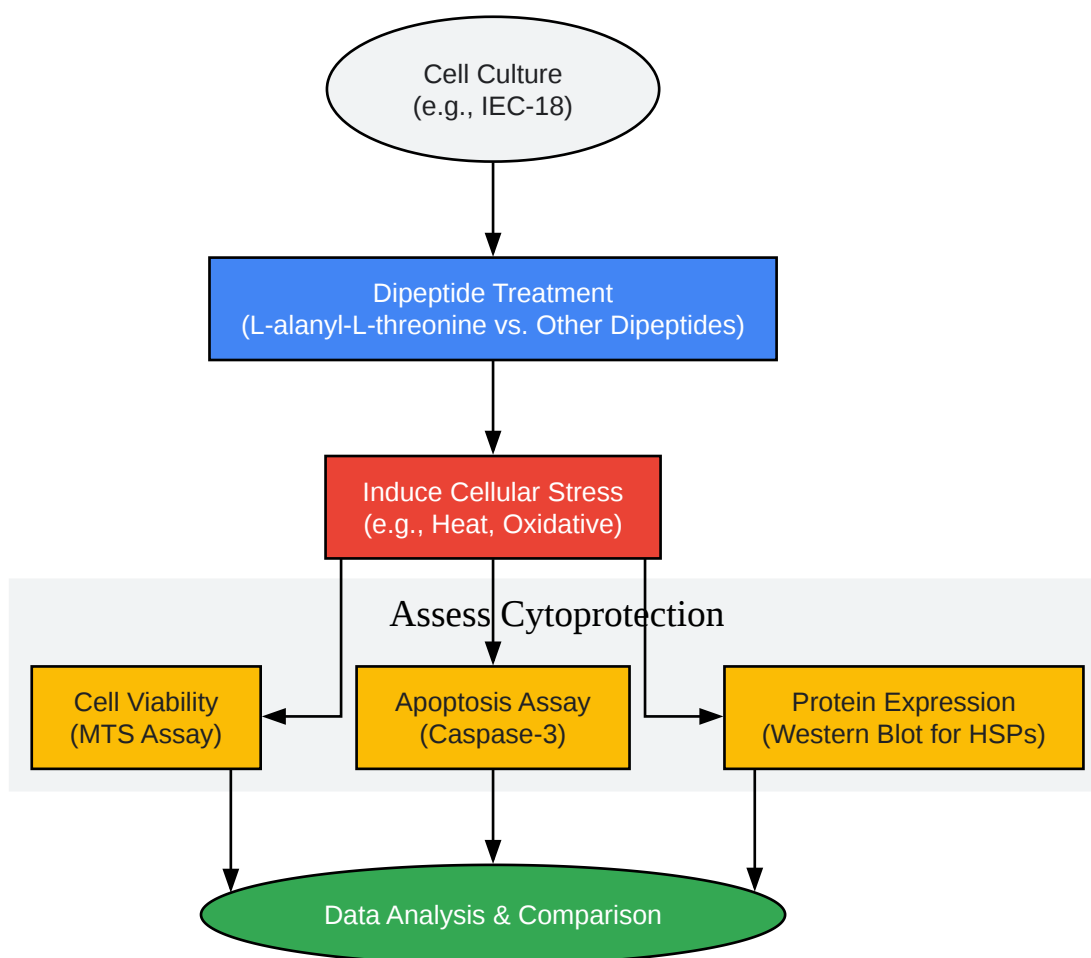 Cell Culture
(e.g., IEC-18)
Dipeptide Treatment
(L-alanyl-L-threonine vs. Other Dipeptides)
Induce Cellular Stress
(e.g., Heat, Oxidative)
Assess Cytoprotection
Cell Viability
(MTS Assay)
Apoptosis Assay
(Caspase-3)
Protein Expression
(Western Blot for HSPs)
Data Analysis & Comparison